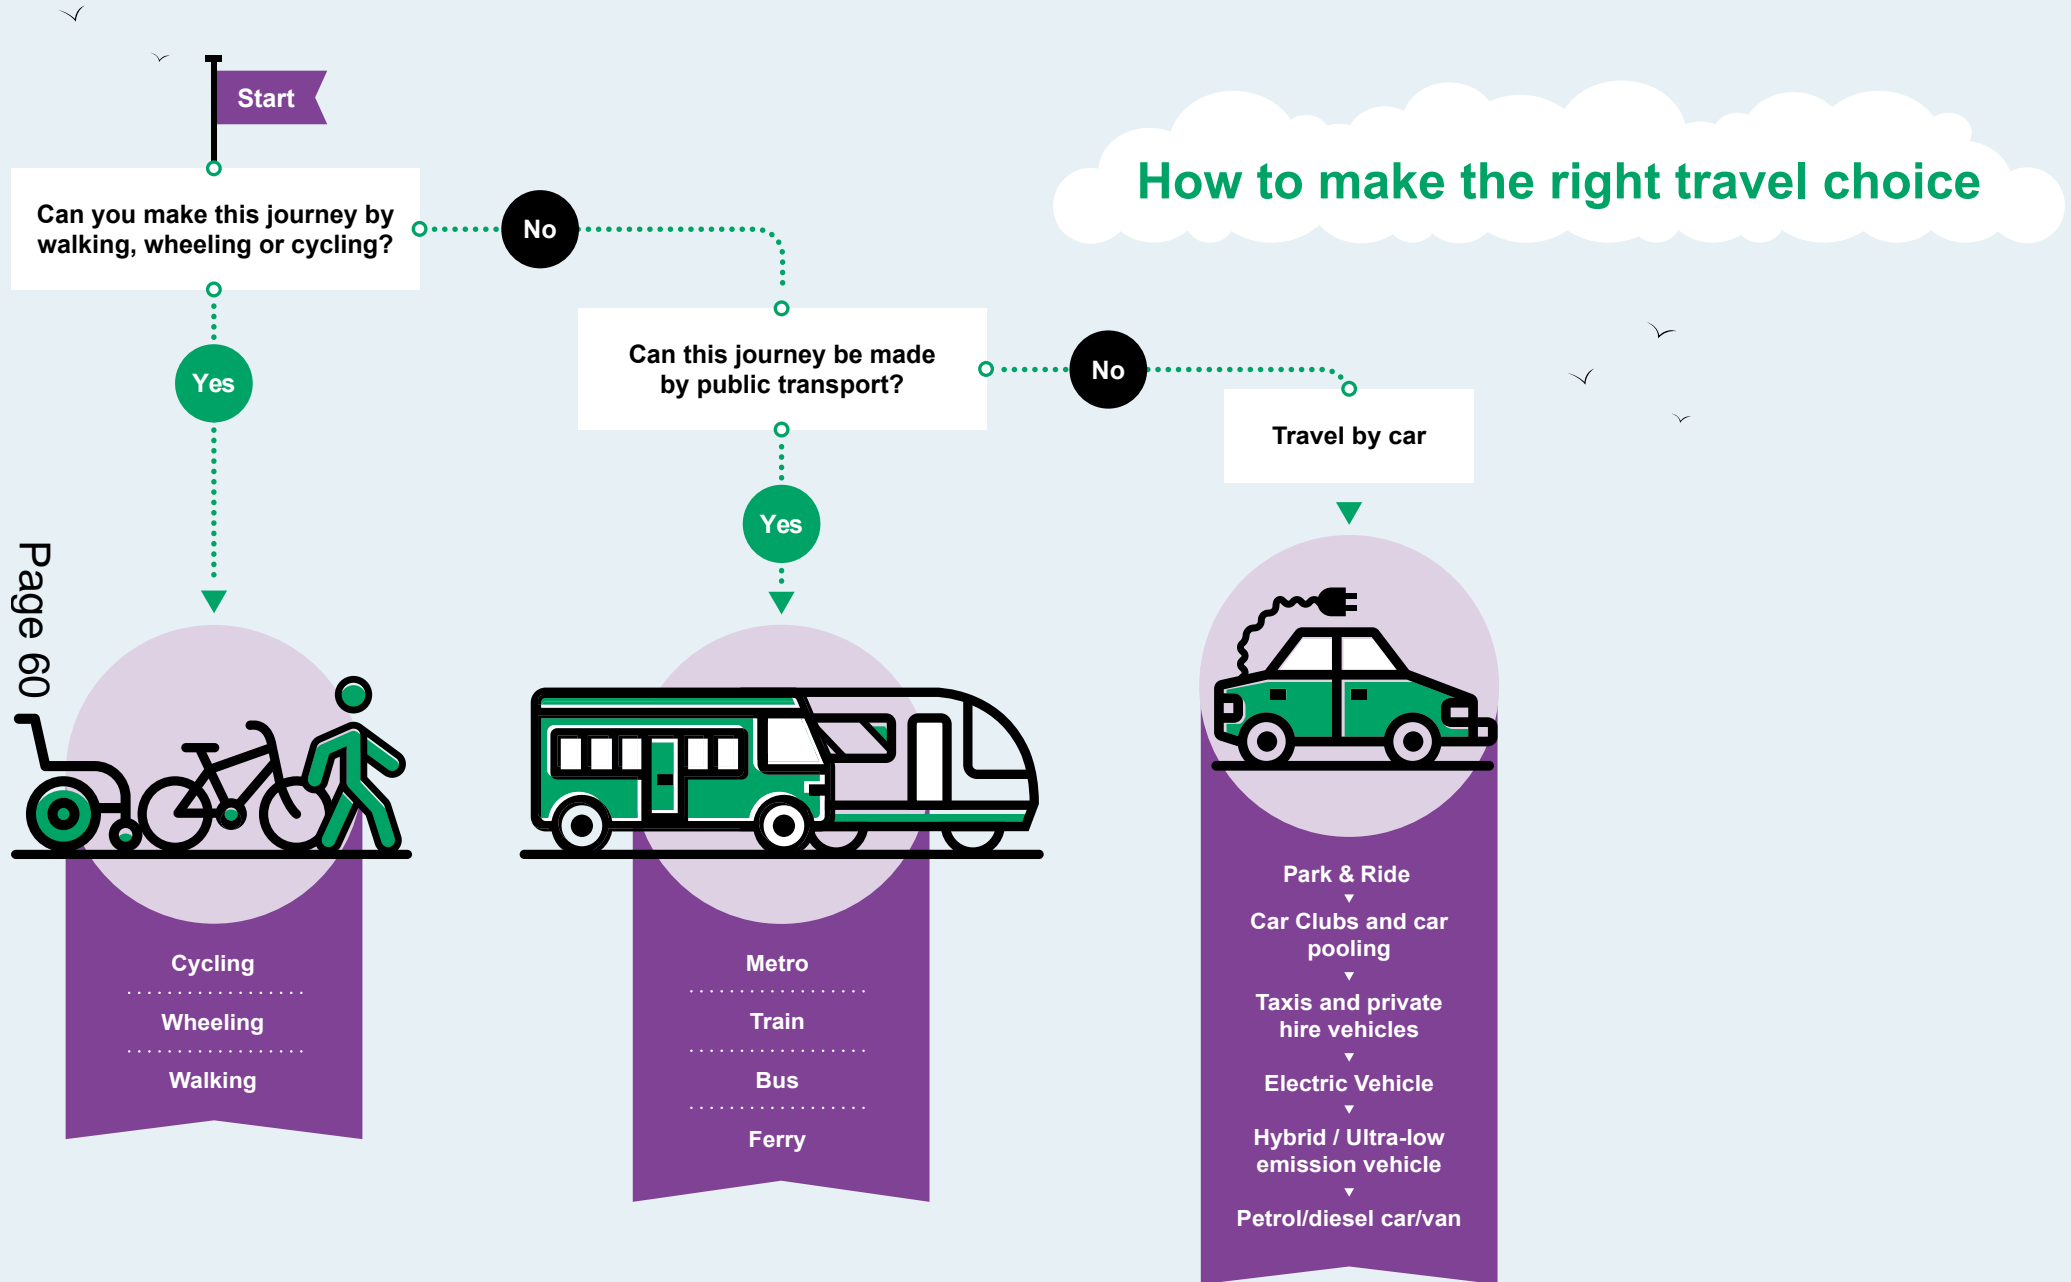 Start
How to make the right travel choice
Can you make this journey by
walking, wheeling or cycling?
No
Can this journey be made
by public transport?
No
Yes
Travel by car
Yes
Page 60
Cycling
Wheeling
Walking
Metro
Train
Bus
Ferry
Park & Ride
Car Clubs and car
pooling
Taxis and private
hire vehicles
Electric Vehicle
Hybrid / Ultra-low
emission vehicle
Petrol/diesel car/van